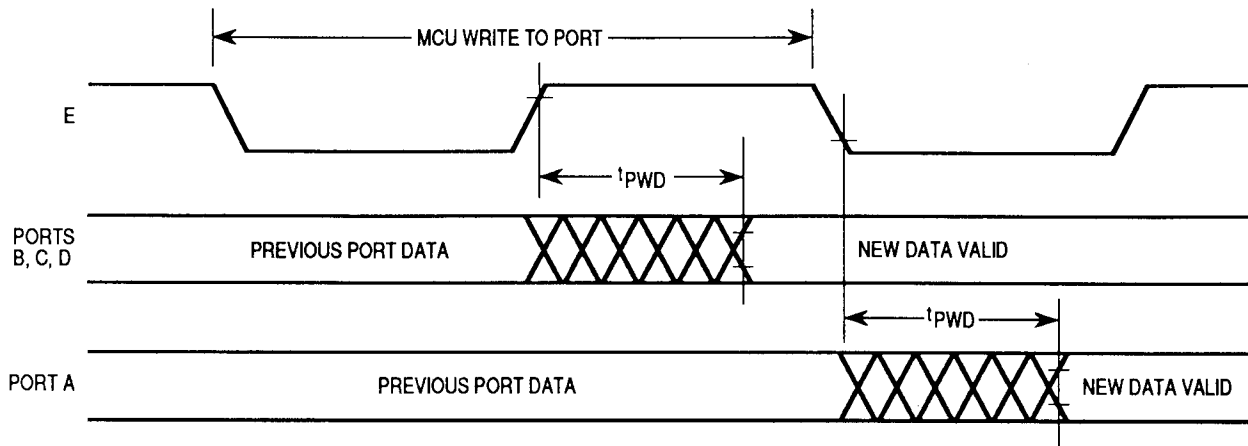 MCU WRITE TO PORT
E
tPWD
PORTS
B, C, D
PREVIOUS PORT DATA
NEW DATA VALID
tPWD
PORT A
PREVIOUS PORT DATA
NEW DATA VALID